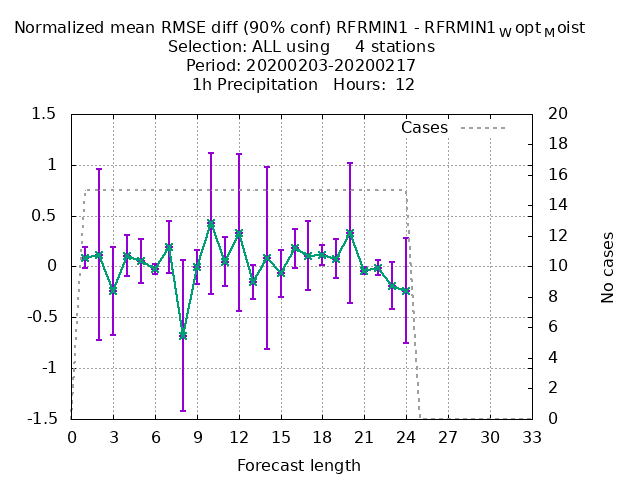 Normalized mean RMSE diff (90% conf) RFRMIN1 - RFRMIN1WoptMoist
Selection: ALL using 4 stations
Period: 20200203-20200217
1h Precipitation Hours: 12
Cases
1.5
1
0.5
0
-0.5
-1
-1.5
20
18
16
14
12
10
8
6
4
2
0
No cases
0 3 6 9 12 15 18 21 24 27 30 33
Forecast length